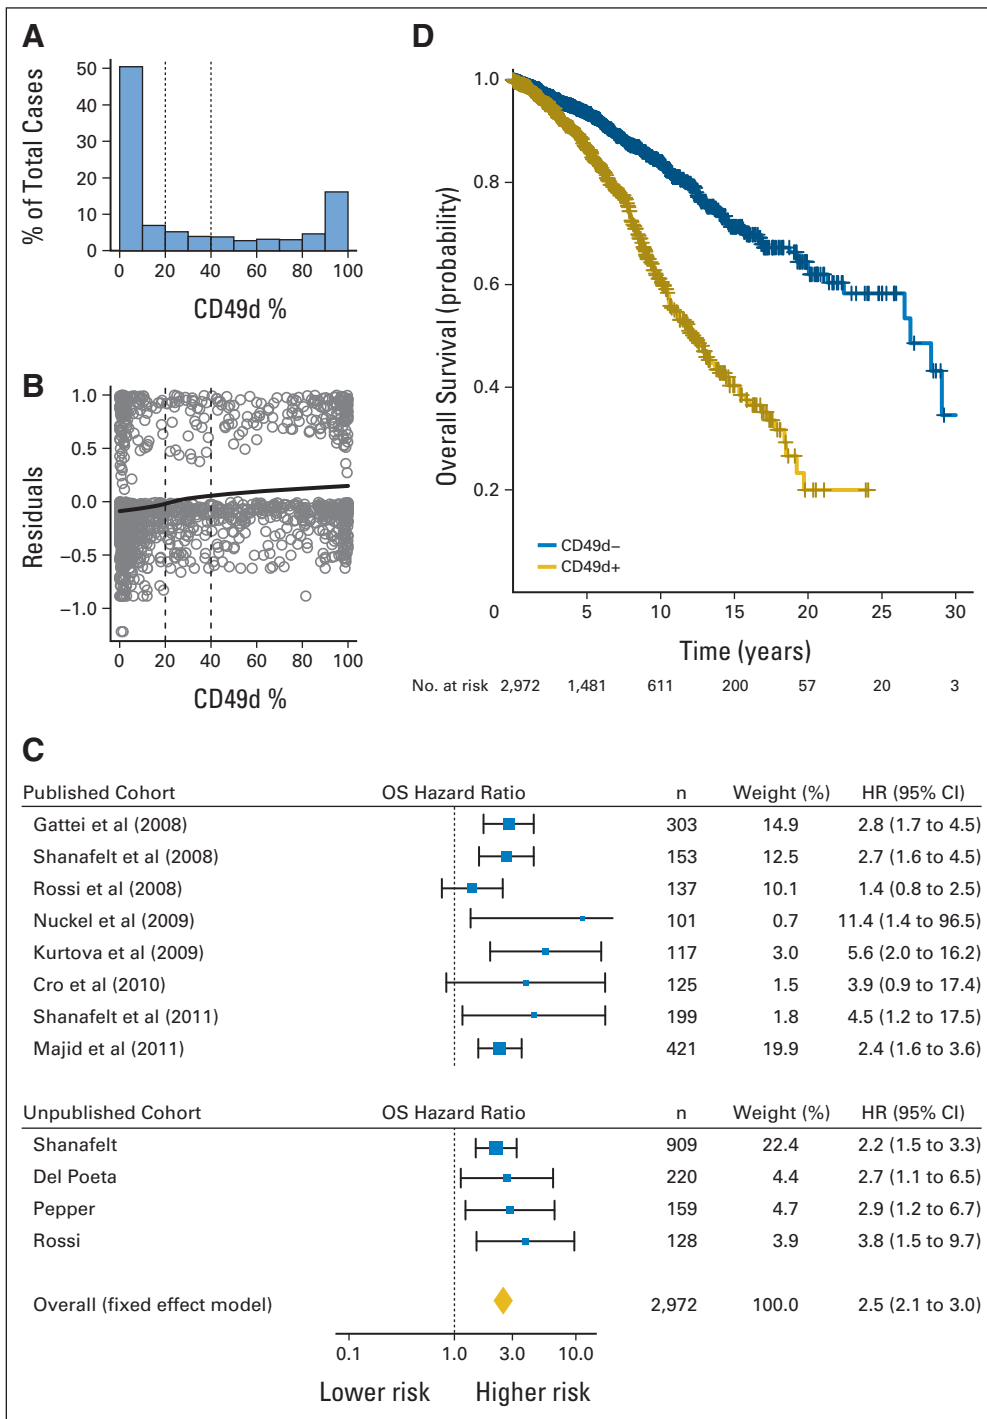 A
% of Total Cases
50
40
30
20
10
0
0 20 40 60 80 100
CD49d %
B
Residuals
1.0
0.5
0.0
−0.5
−1.0
0 20 40 60 80 100
CD49d %
D
Overall Survival (probability)
1.0
0.8
0.6
0.4
0.2
CD49d−
CD49d+
0 5 10 15 20 25 30
Time (years)
No. at risk 2,972 1,481 611 200 57 20 3
C
Published Cohort OS Hazard Ratio n Weight (%) HR (95% CI)
Gattei et al (2008) 303 14.9 2.8 (1.7 to 4.5)
Shanafelt et al (2008) 153 12.5 2.7 (1.6 to 4.5)
Rossi et al (2008) 137 10.1 1.4 (0.8 to 2.5)
Nuckel et al (2009) 101 0.7 11.4 (1.4 to 96.5)
Kurtova et al (2009) 117 3.0 5.6 (2.0 to 16.2)
Cro et al (2010) 125 1.5 3.9 (0.9 to 17.4)
Shanafelt et al (2011) 199 1.8 4.5 (1.2 to 17.5)
Majid et al (2011) 421 19.9 2.4 (1.6 to 3.6)
Unpublished Cohort OS Hazard Ratio n Weight (%) HR (95% CI)
Shanafelt 909 22.4 2.2 (1.5 to 3.3)
Del Poeta 220 4.4 2.7 (1.1 to 6.5)
Pepper 159 4.7 2.9 (1.2 to 6.7)
Rossi 128 3.9 3.8 (1.5 to 9.7)
Overall (fixed effect model) 2,972 100.0 2.5 (2.1 to 3.0)
0.1 1.0 3.0 10.0
Lower risk Higher risk